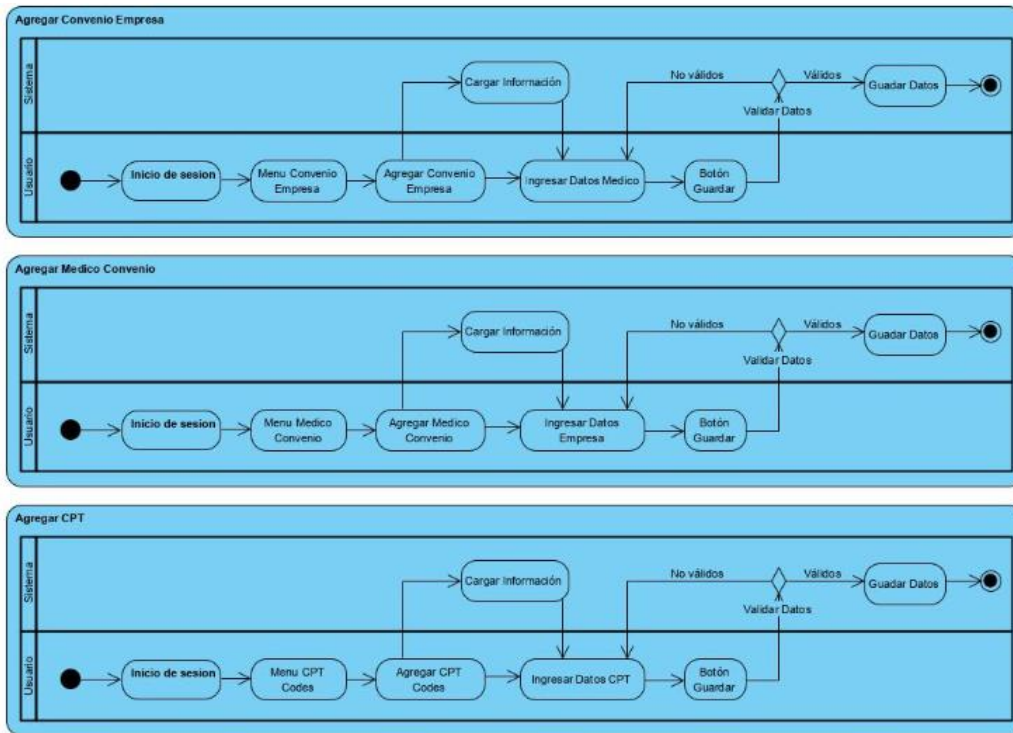 Agregar Convenio Empresa
Sistema
Cargar Información
No válidos
Válidos
Guadar Datos
Validar Datos
Usuario
Inicio de sesion
Menu Convenio
Empresa
Agregar Convenio
Empresa
Ingresar Datos Medico
Botón
Guardar
Agregar Medico Convenio
Sistema
Cargar Información
No válidos
Válidos
Guadar Datos
Validar Datos
Usuario
Inicio de sesion
Menu Medico
Convenio
Agregar Medico
Convenio
Ingresar Datos
Empresa
Botón
Guardar
Agregar CPT
Sistema
Cargar Información
No válidos
Válidos
Guadar Datos
Validar Datos
Usuario
Inicio de sesion
Menu CPT
Codes
Agregar CPT
Codes
Ingresar Datos CPT
Botón
Guardar